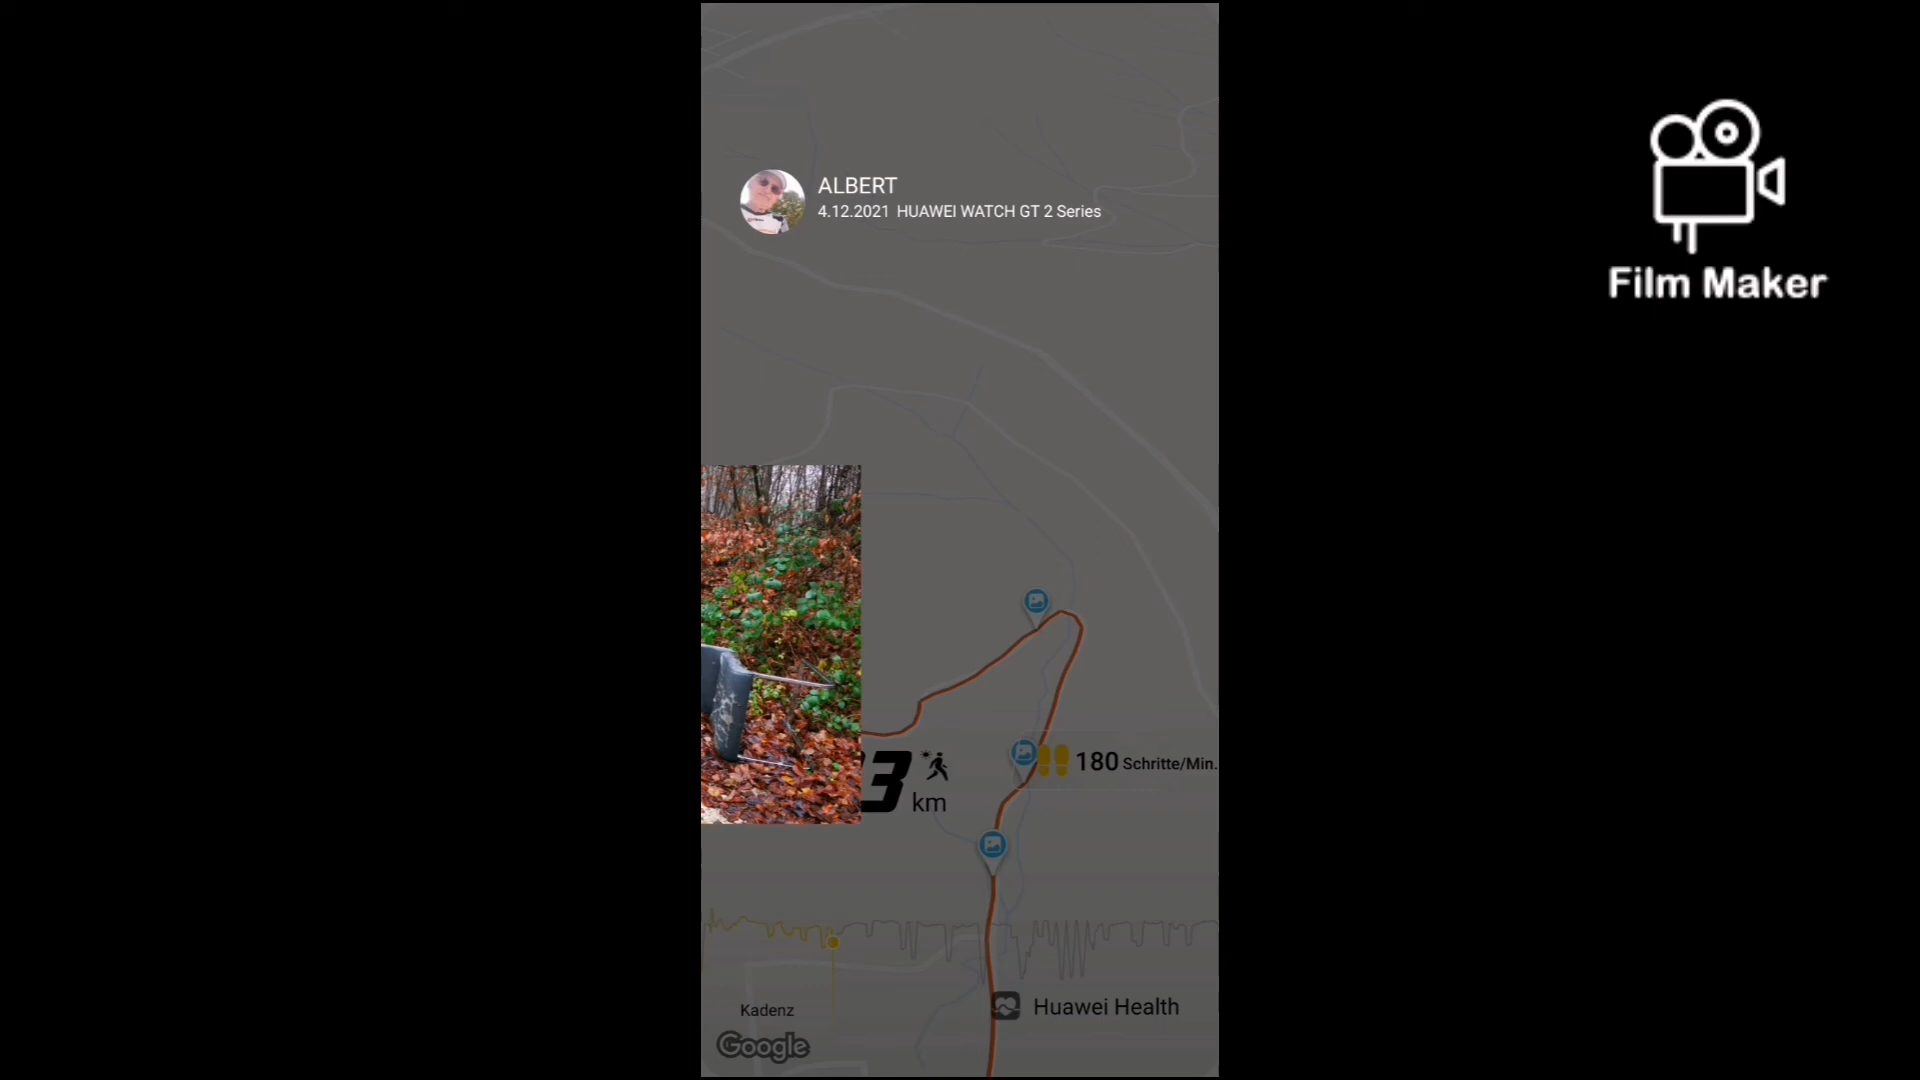 ALBERT
4.12.2021 HUAWEI WATCH GT 2 Series
Film Maker
3 km
180 Schritte/Min.
Kadenz
Huawei Health
Google